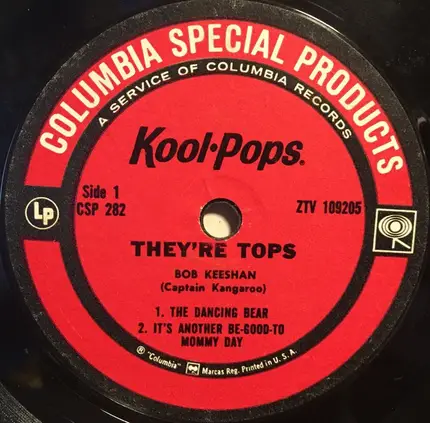 COLUMBIA SPECIAL PRODUCTS
A SERVICE OF COLUMBIA RECORDS
Kool•Pops®
Side 1
CSP 282
ZTV 109205
LP
THEY'RE TOPS
BOB KEESHAN
(Captain Kangaroo)
1. THE DANCING BEAR
2. IT'S ANOTHER BE-GOOD-TO
MOMMY DAY
® "Columbia" Marcas Reg. Printed in U. S. A.